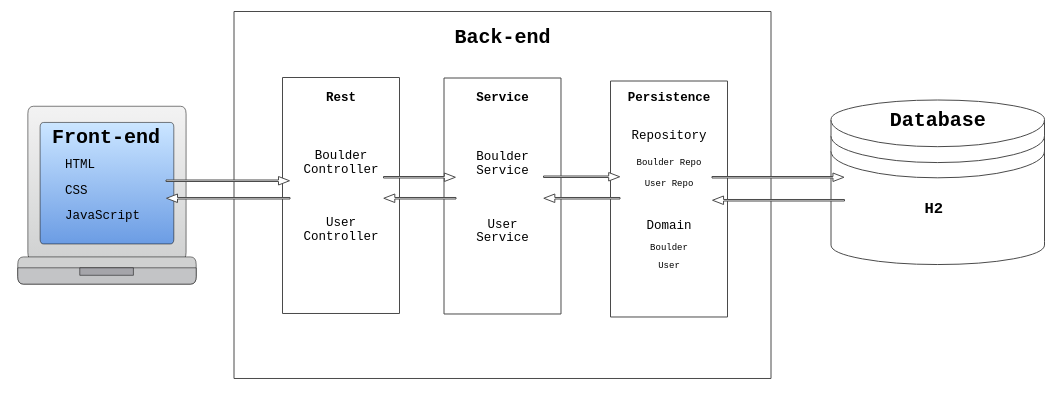 Back-end
Front-end
HTML
CSS
JavaScript
Rest
Boulder
Controller
User
Controller
Service
Boulder
Service
User
Service
Persistence
Repository
Boulder Repo
User Repo
Domain
Boulder
User
Database
H2